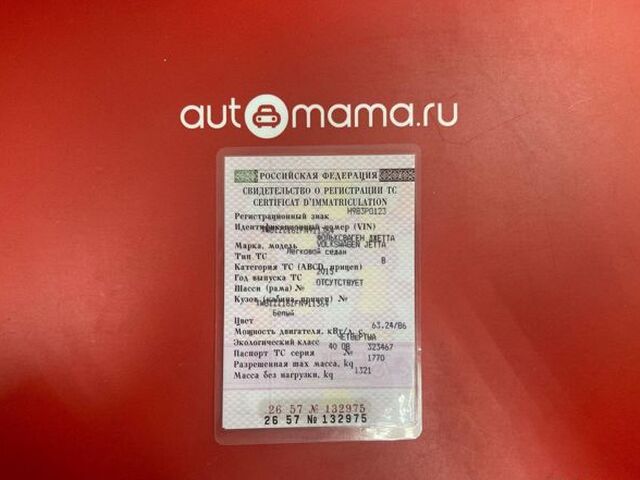 automama.ru
РОССИЙСКАЯ ФЕДЕРАЦИЯ
СВИДЕТЕЛЬСТВО О РЕГИСТРАЦИИ ТС
CERTIFICAT D'IMMATRICULATION
Регистрационный знак Н983РО123
Идентификационный номер (VIN)
ФОЛЬКСВАГЕН ДЖЕТТА
Марка, модель VOLKSWAGEN JETTA
Тип ТС Легковой седан
Категория ТС (ABCD, прицеп) B
Год выпуска ТС 2015
Шасси (рама) № ОТСУТСТВУЕТ
Кузов (кабина, прицеп) №
Цвет Белый
Мощность двигателя, кВт/л.с. 63.24/86
Экологический класс ЧЕТВЕРТЫЙ
Паспорт ТС серия 40 ОВ № 323467
Разрешенная max масса, kg 1770
Масса без нагрузки, kg 1321
26 57 № 132975
26 57 № 132975